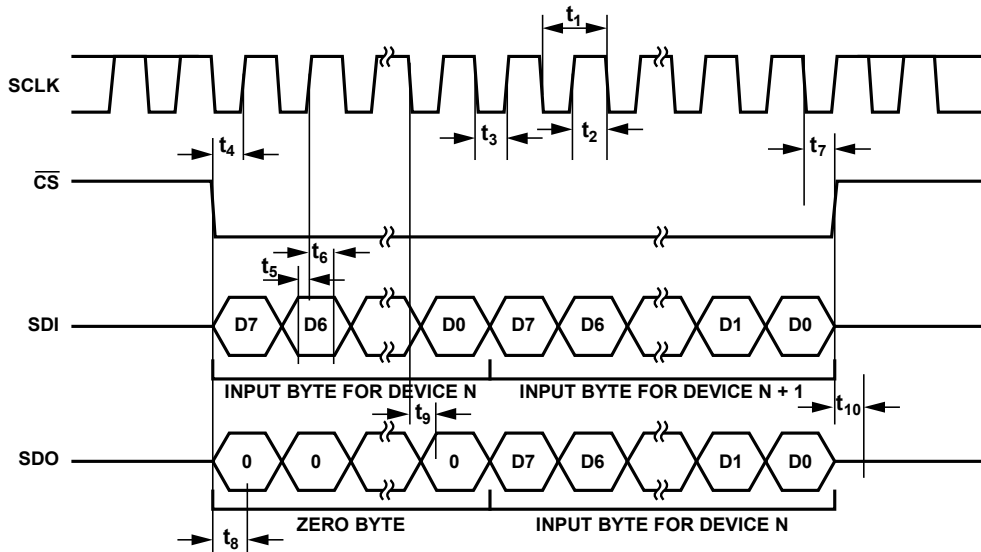 t1
SCLK
t3
t2
t4
t7
CS
t6
t5
SDI
D7
D6
D0
D7
D6
D1
D0
INPUT BYTE FOR DEVICE N
INPUT BYTE FOR DEVICE N + 1
t9
t10
SDO
0
0
0
D7
D6
D1
D0
ZERO BYTE
INPUT BYTE FOR DEVICE N
t8